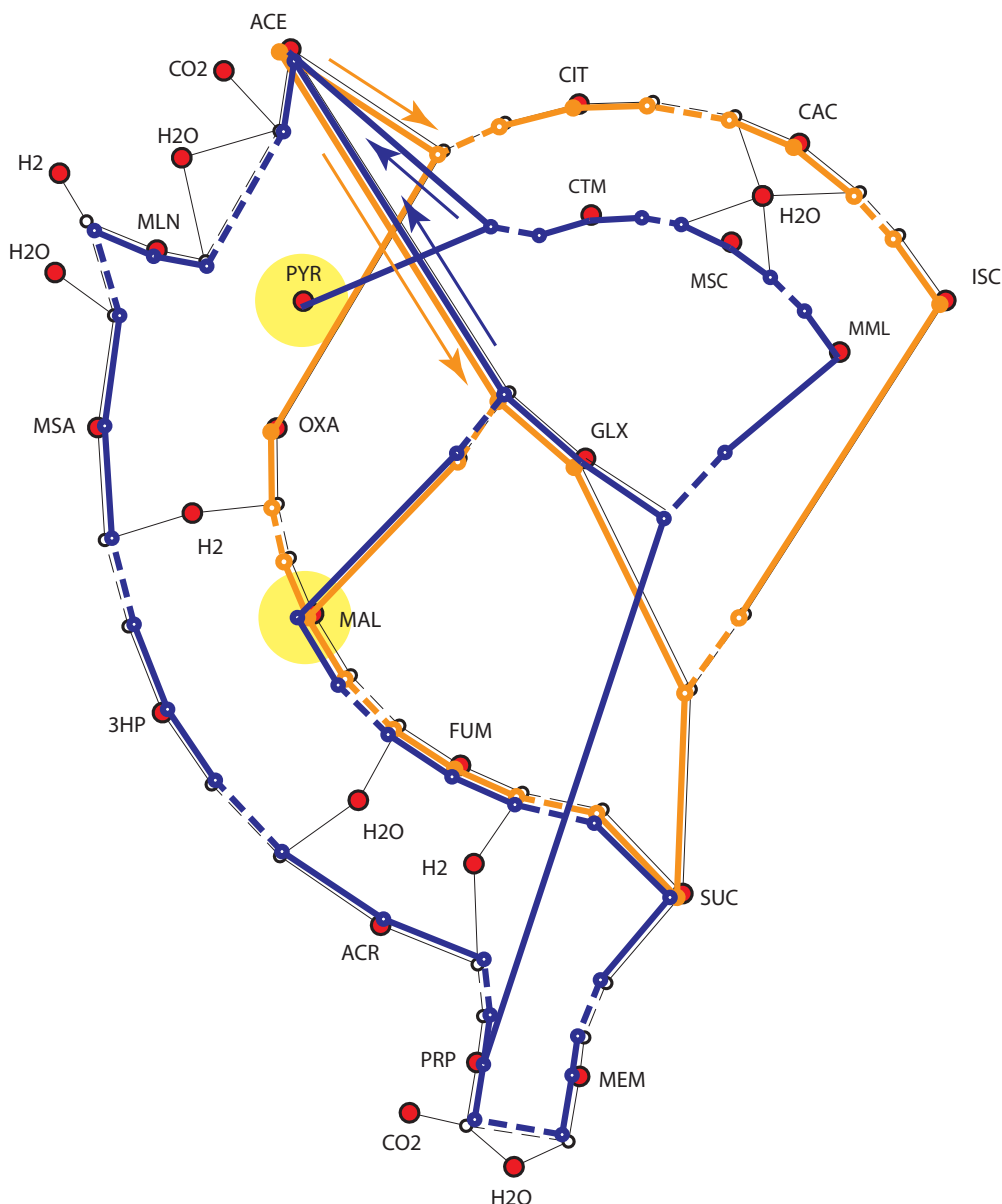 ACE
CO2
CIT
CAC
H2O
H2
MLN
CTM
H2O
H2O
PYR
MSC
ISC
MML
MSA
OXA
GLX
H2
MAL
3HP
FUM
H2O
H2
SUC
ACR
PRP
MEM
CO2
H2O